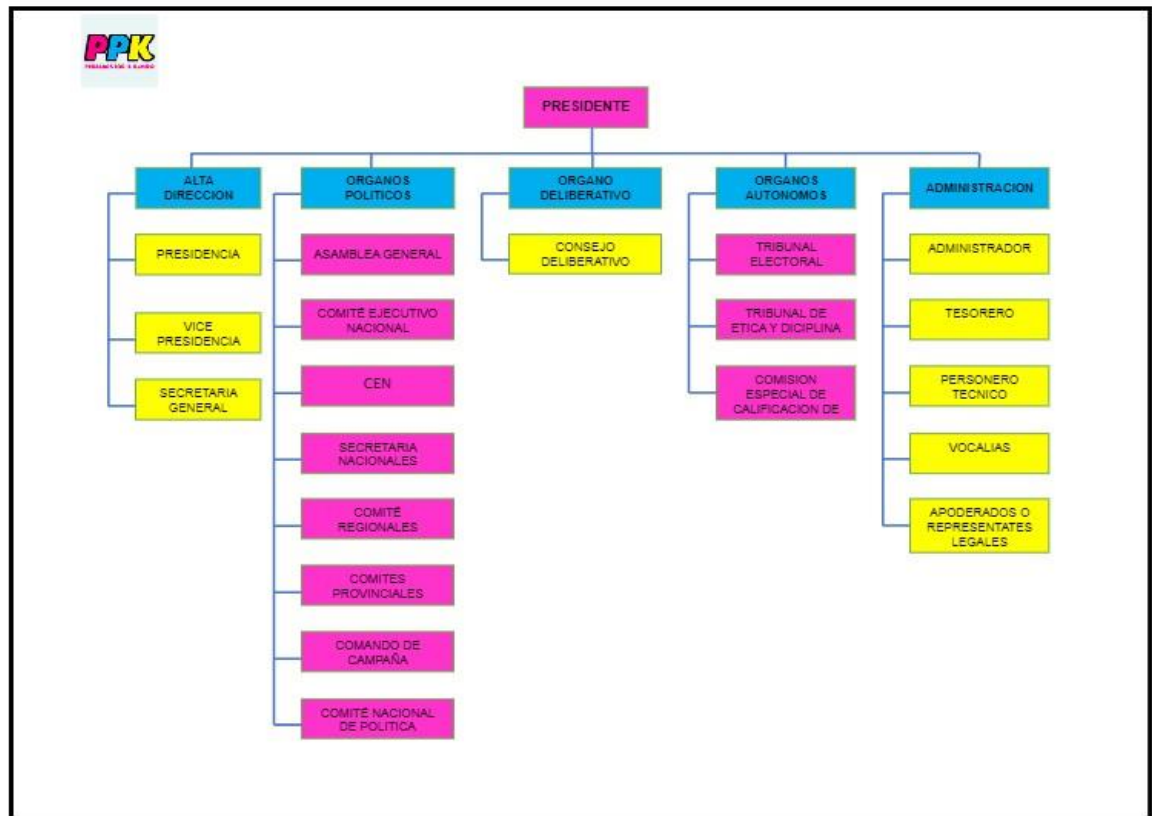 PPK
PRESIDENTE
ALTA
DIRECCION
PRESIDENCIA
VICE
PRESIDENCIA
SECRETARIA
GENERAL
ORGANOS
POLITICOS
ASAMBLEA GENERAL
COMITÉ EJECUTIVO
NACIONAL
CEN
SECRETARIA
NACIONALES
COMITÉ
REGIONALES
COMITES
PROVINCIALES
COMANDO DE
CAMPAÑA
COMITÉ NACIONAL
DE POLITICA
ORGANO
DELIBERATIVO
CONSEJO
DELIBERATIVO
ORGANOS
AUTONOMOS
TRIBUNAL
ELECTORAL
TRIBUNAL DE
ETICA Y DICIPLINA
COMISION
ESPECIAL DE
CALIFICACION DE
ADMINISTRACION
ADMINISTRADOR
TESORERO
PERSONERO
TECNICO
VOCALIAS
APODERADOS O
REPRESENTATES
LEGALES